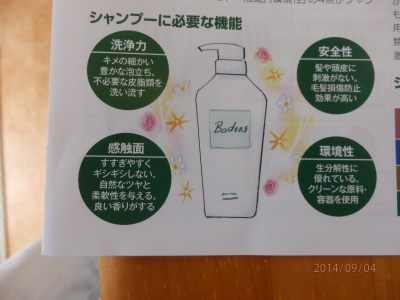 シャンプーに必要な機能
洗浄力
キメの細かい
豊かな泡立ち。
不必要な皮脂類を
洗い流す
安全性
髪や頭皮に
刺激がない。
毛髪損傷防止
効果が高い
感触面
すすぎやすく
ギシギシしない。
自然なツヤと
柔軟性を与える。
良い香りがする
環境性
生分解性に
優れている。
クリーンな原料・
容器を使用
2014/09/04